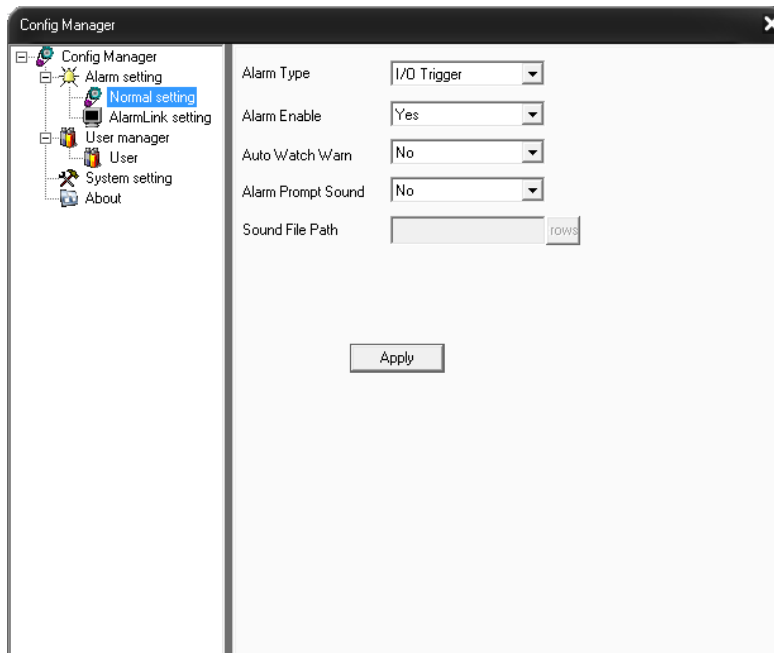 Config Manager
Config Manager
Alarm setting
Normal setting
AlarmLink setting
User manager
User
System setting
About
Alarm Type
I/O Trigger
Alarm Enable
Yes
Auto Watch Warn
No
Alarm Prompt Sound
No
Sound File Path
rows
Apply